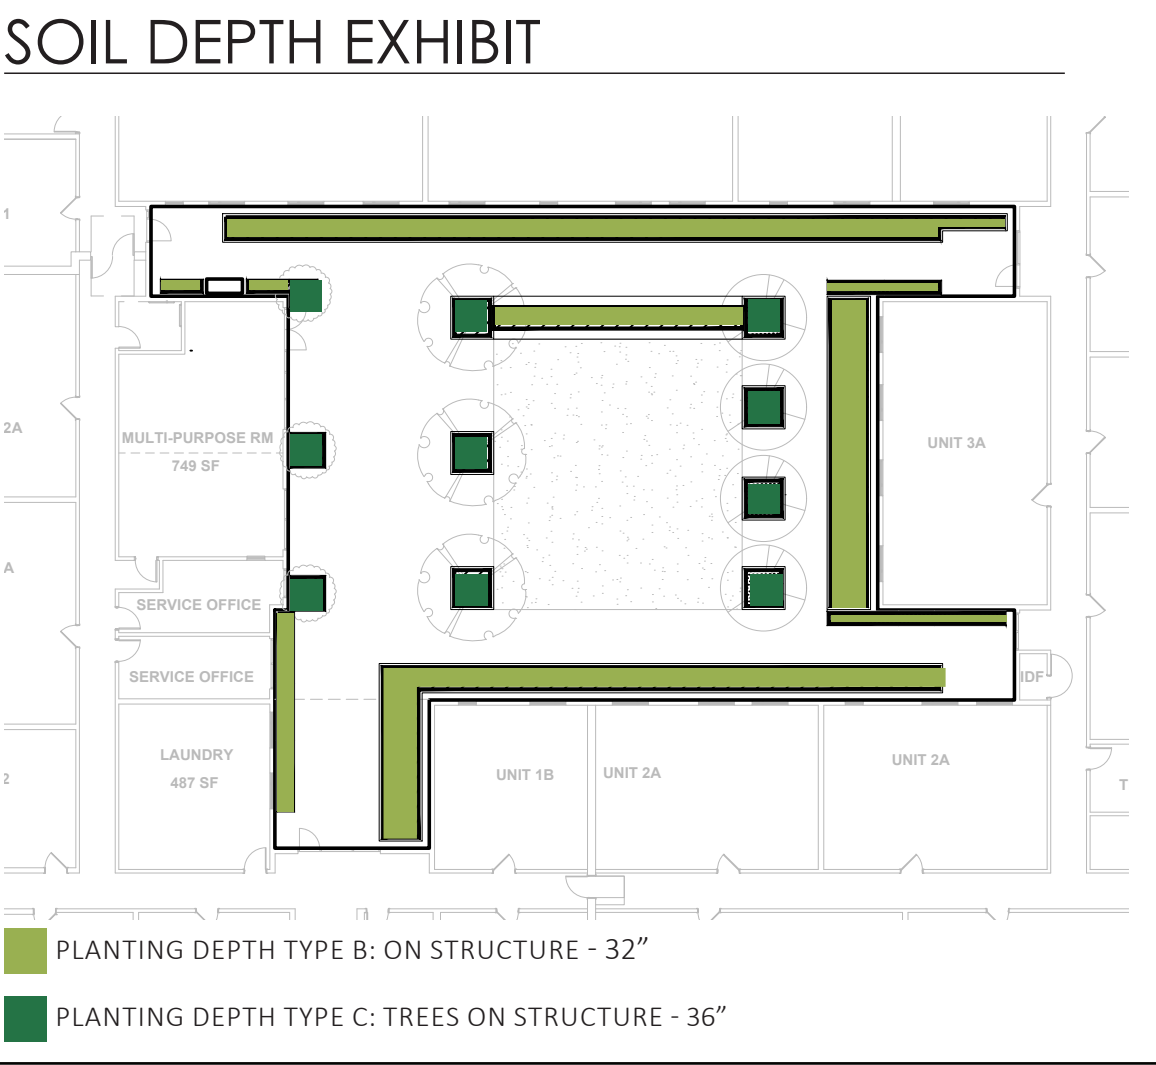 SOIL DEPTH EXHIBIT
1
2A
MULTI-PURPOSE RM
749 SF
UNIT 3A
A
SERVICE OFFICE
SERVICE OFFICE
IDF
LAUNDRY
487 SF
UNIT 1B
UNIT 2A
UNIT 2A
2
T
PLANTING DEPTH TYPE B: ON STRUCTURE - 32”
PLANTING DEPTH TYPE C: TREES ON STRUCTURE - 36”